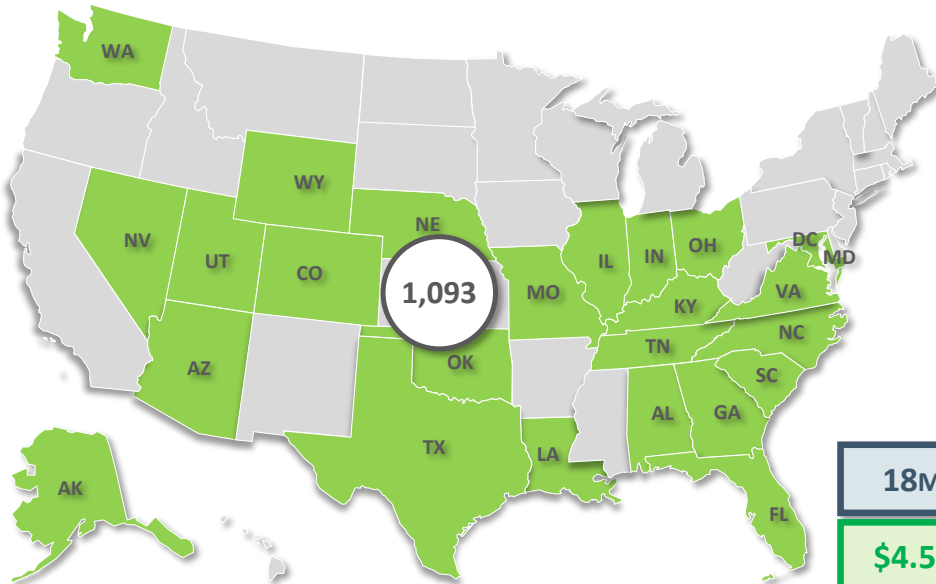 WA
WY
NE
NV
UT
CO
1,093
MO
IL
IN
OH
DC
MD
KY
VA
AZ
OK
TN
NC
SC
TX
LA
AL
GA
AK
FL
18M
$4.5